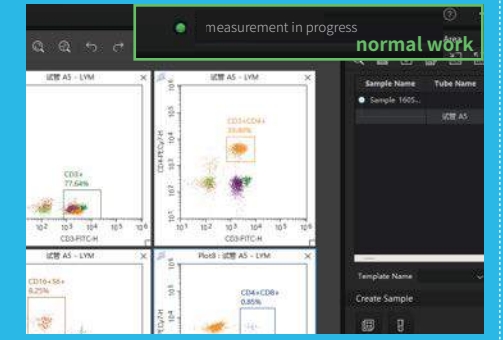 measurement in progress
normal work
Sample Name Tube Name
Sample 1605...
试管 A5
试管 A5 - LYM
CD3+
77.64%
CD3-FITC-H
试管 A5 - LYM
CD3+CD4+
CD4-PECy7-H
CD3-FITC-H
试管 A5 - LYM
CD16+56+
8.25%
Plot8 : 试管 A5 - LYM
CD4+CD8+
0.85%
Template Name
Create Sample